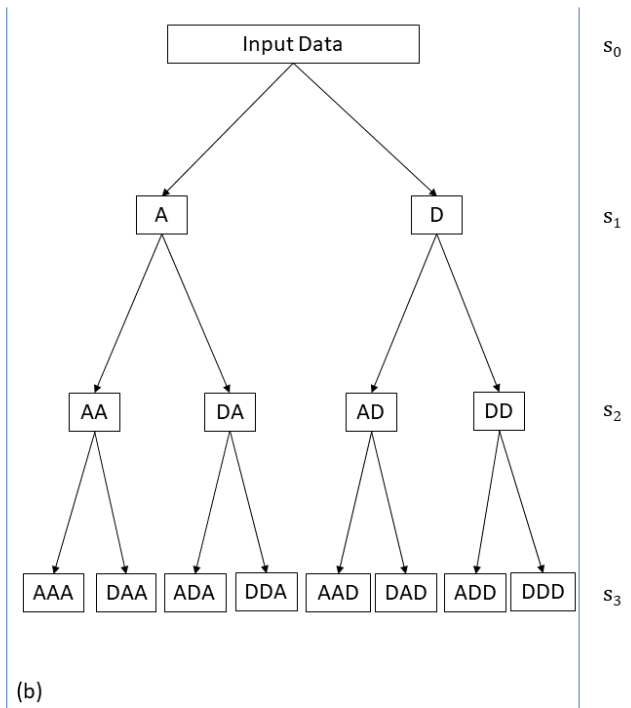 Input Data s₀
A D s₁
AA DA AD DD s₂
AAA DAA ADA DDA AAD DAD ADD DDD s₃
(b)